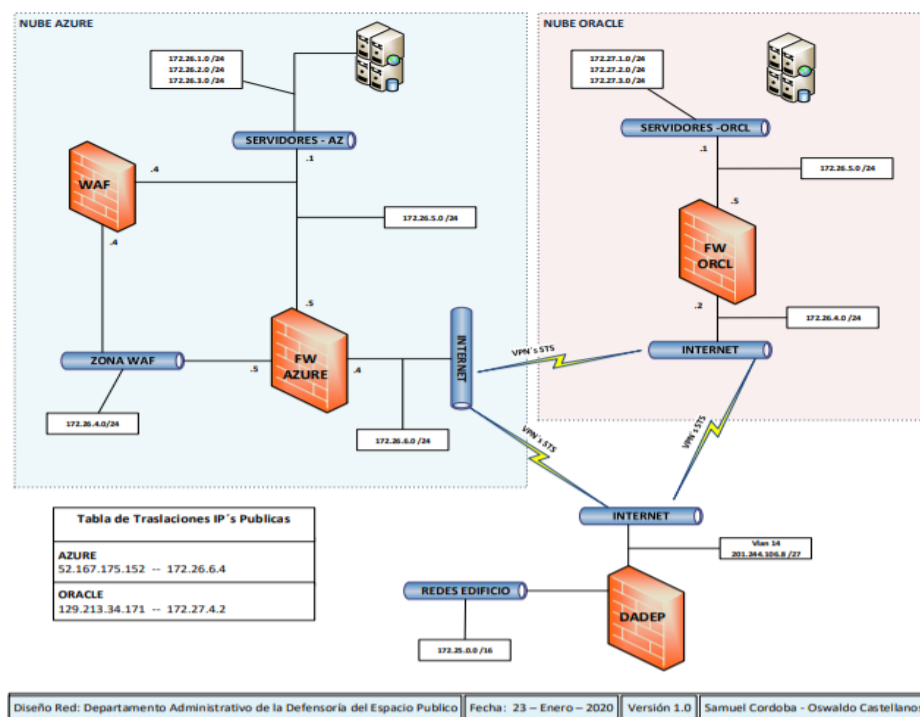 NUBE AZURE
172.26.1.0 /24
172.26.2.0 /24
172.26.3.0 /24
SERVIDORES - AZ
.1
WAF
.4
.4
172.26.5.0 /24
.5
FW
AZURE
.5
.4
ZONA WAF
172.26.4.0/24
172.26.6.0 /24
INTERNET
NUBE ORACLE
172.27.1.0 /24
172.27.2.0 /24
172.27.3.0 /24
SERVIDORES -ORCL
.1
172.26.5.0 /24
.5
FW
ORCL
.2
172.26.4.0 /24
INTERNET
VPN´s STS
VPN´s STS
VPN´s STS
INTERNET
Vlan 14
201.244.106.8 /27
REDES EDIFICIO
DADEP
172.25.0.0 /16
Tabla de Traslaciones IP´s Publicas
AZURE
52.167.175.152 -- 172.26.6.4
ORACLE
129.213.34.171 -- 172.27.4.2
Diseño Red: Departamento Administrativo de la Defensoría del Espacio Publico
Fecha: 23 – Enero – 2020
Versión 1.0
Samuel Cordoba - Oswaldo Castellanos